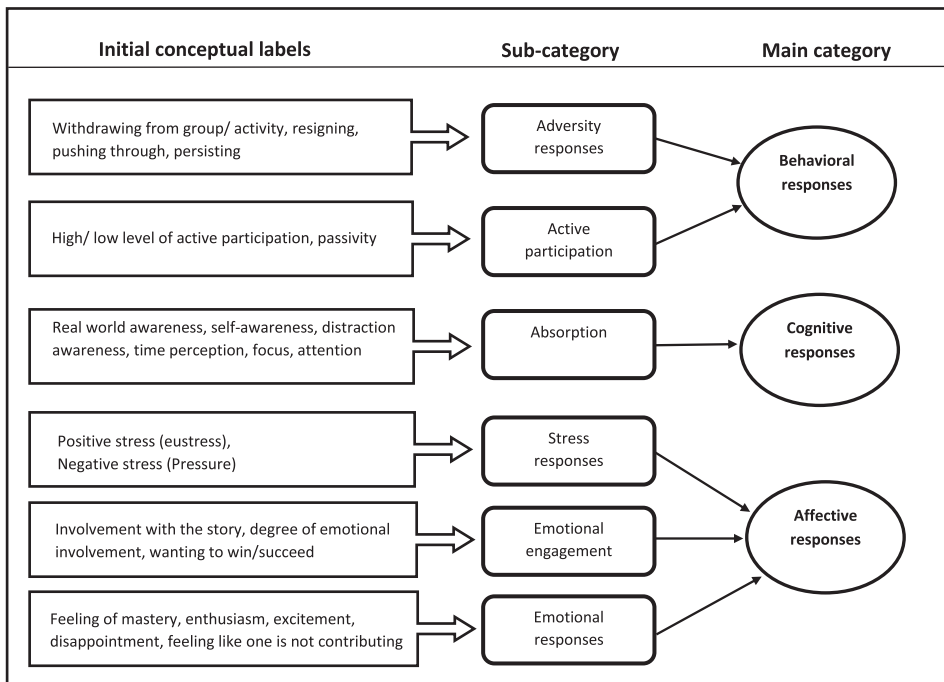 Initial conceptual labels
Sub-category
Main category
Withdrawing from group/ activity, resigning,
pushing through, persisting
Adversity
responses
Behavioral
responses
High/ low level of active participation, passivity
Active
participation
Real world awareness, self-awareness, distraction
awareness, time perception, focus, attention
Absorption
Cognitive
responses
Positive stress (eustress),
Negative stress (Pressure)
Stress
responses
Involvement with the story, degree of emotional
involvement, wanting to win/succeed
Emotional
engagement
Affective
responses
Feeling of mastery, enthusiasm, excitement,
disappointment, feeling like one is not contributing
Emotional
responses